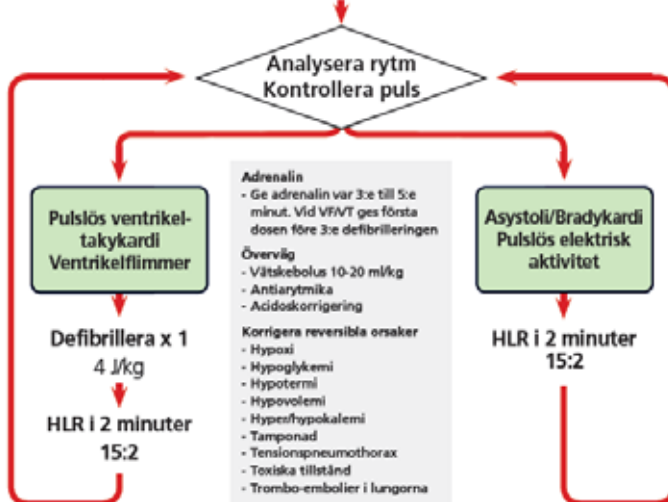 Analysera rytm
Kontrollera puls
Pulslös ventrikel-
takykardi
Ventrikelflimmer
Defibrillera x 1
4 J/kg
HLR i 2 minuter
15:2
Adrenalin
- Ge adrenalin var 3:e till 5:e
minut. Vid VF/VT ges första
dosen före 3:e defibrilleringen
Överväg
- Vätskebolus 10-20 ml/kg
- Antiarytmika
- Acidoskorrigering
Korrigera reversibla orsaker
- Hypoxi
- Hypoglykemi
- Hypotermi
- Hypovolemi
- Hyper/hypokalemi
- Tamponad
- Tensionspneumothorax
- Toxiska tillstånd
- Trombo-embolier i lungorna
Asystoli/Bradykardi
Pulslös elektrisk
aktivitet
HLR i 2 minuter
15:2